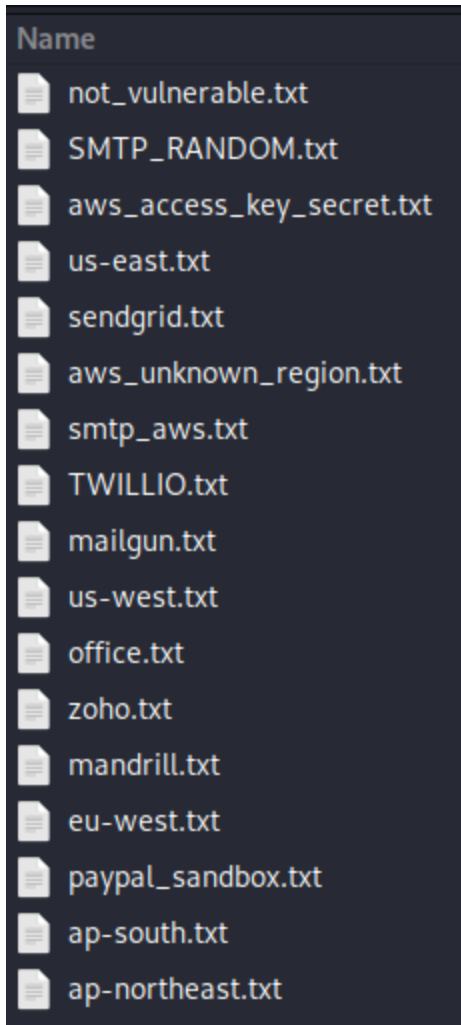 Name
not_vulnerable.txt
SMTP_RANDOM.txt
aws_access_key_secret.txt
us-east.txt
sendgrid.txt
aws_unknown_region.txt
smtp_aws.txt
TWILLIO.txt
mailgun.txt
us-west.txt
office.txt
zoho.txt
mandrill.txt
eu-west.txt
paypal_sandbox.txt
ap-south.txt
ap-northeast.txt